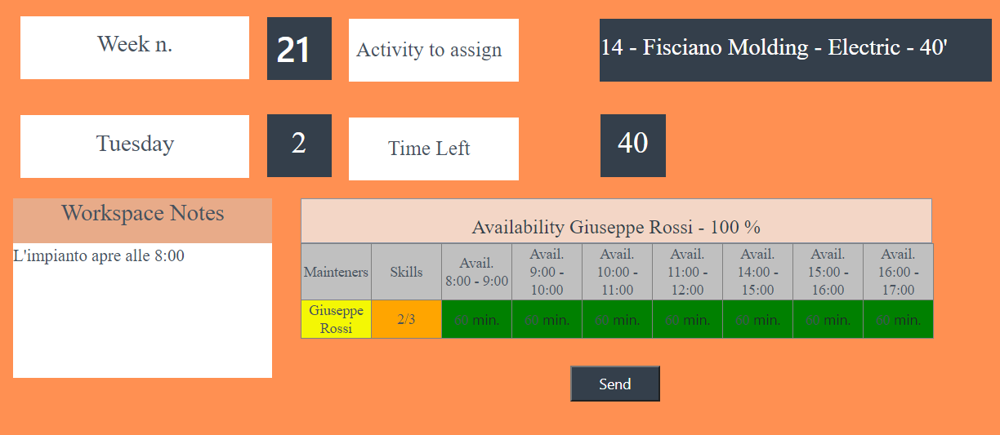 Week n.
21
Activity to assign
14 - Fisciano Molding - Electric - 40'
Tuesday
2
Time Left
40
Workspace Notes
L'impianto apre alle 8:00
Availability Giuseppe Rossi - 100 %
Mainteners
Skills
Avail.
8:00 - 9:00
Avail.
9:00 -
10:00
Avail.
10:00 -
11:00
Avail.
11:00 -
12:00
Avail.
14:00 -
15:00
Avail.
15:00 -
16:00
Avail.
16:00 -
17:00
Giuseppe
Rossi
2/3
60 min.
60 min.
60 min.
60 min.
60 min.
60 min.
60 min.
Send